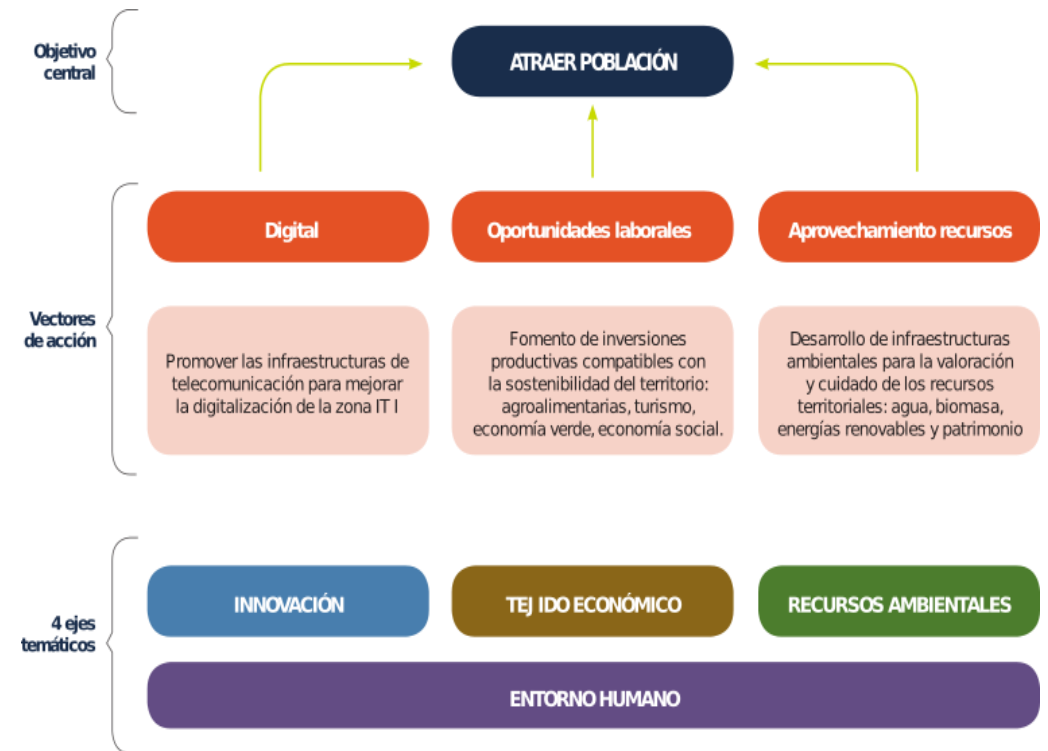 Objetivo
central
ATRAER POBLACIÓN
Vectores
de acción
Digital
Oportunidades laborales
Aprovechamiento recursos
Promover las infraestructuras de
telecomunicación para mejorar
la digitalización de la zona ITI
Fomento de inversiones
productivas compatibles con
la sostenibilidad del territorio:
agroalimentarias, turismo,
economía verde, economía social.
Desarrollo de infraestructuras
ambientales para la valoración
y cuidado de los recursos
territoriales: agua, biomasa,
energías renovables y patrimonio
4 ejes
temáticos
INNOVACIÓN
TEJIDO ECONÓMICO
RECURSOS AMBIENTALES
ENTORNO HUMANO